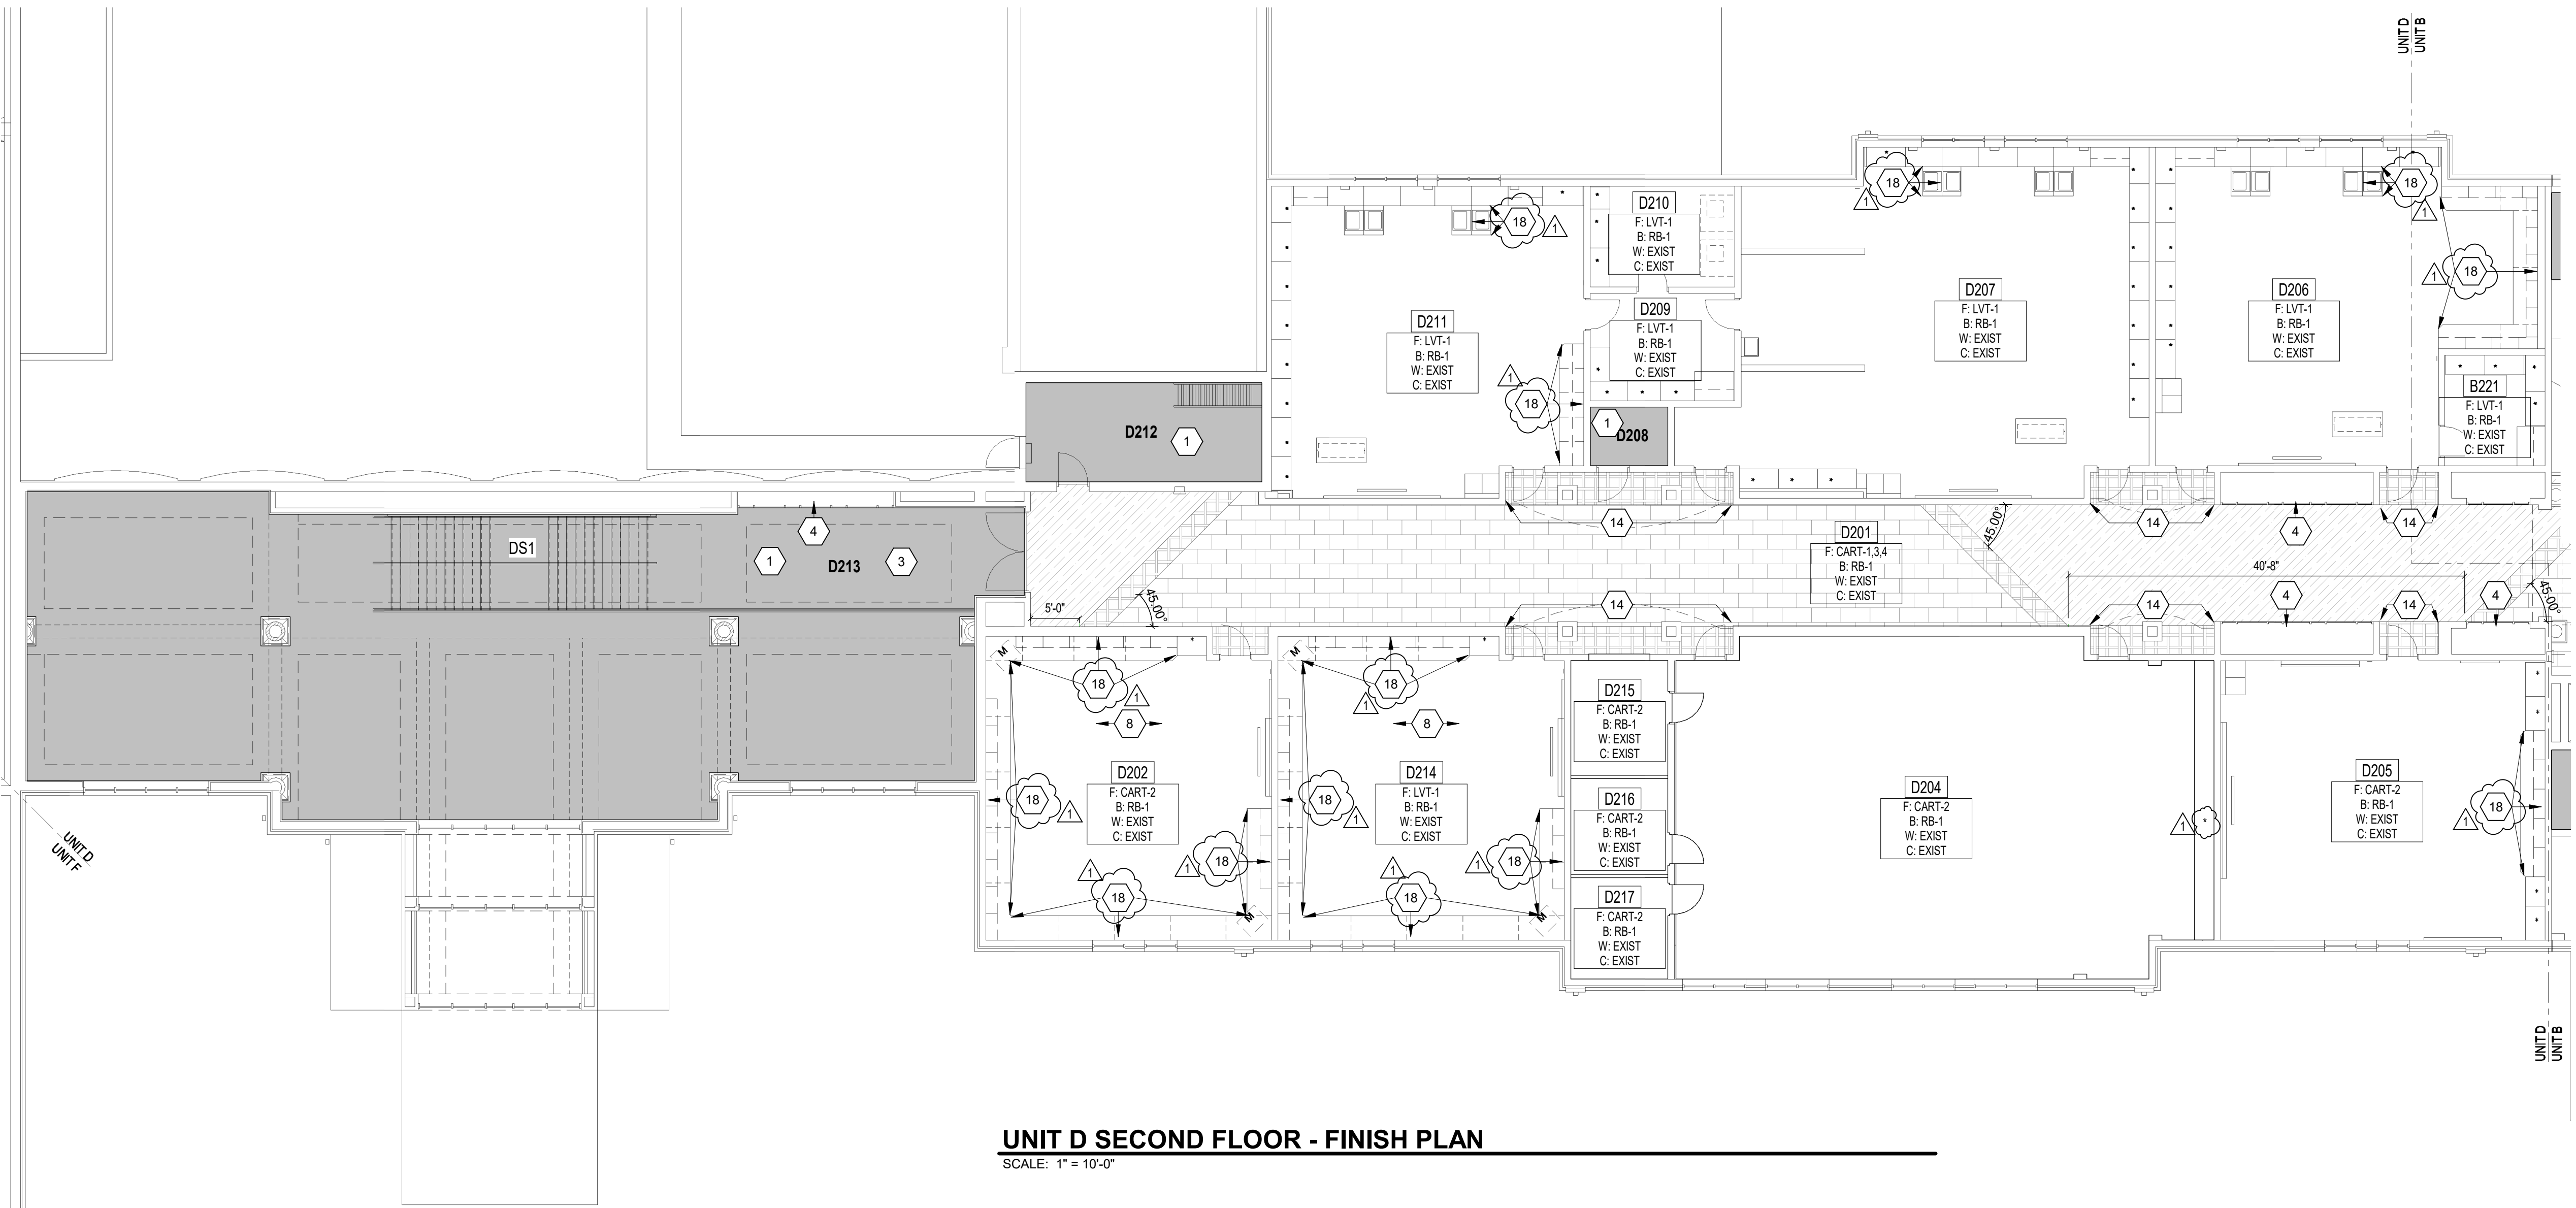 UNIT D
UNIT B
18
1
18
1
D210
F: LVT-1
B: RB-1
W: EXIST
C: EXIST
18
1
18
1
D211
F: LVT-1
B: RB-1
W: EXIST
C: EXIST
D209
F: LVT-1
B: RB-1
W: EXIST
C: EXIST
D207
F: LVT-1
B: RB-1
W: EXIST
C: EXIST
D206
F: LVT-1
B: RB-1
W: EXIST
C: EXIST
18
1
18
1
B221
F: LVT-1
B: RB-1
W: EXIST
C: EXIST
D212
1
1
D208
DS1
4
1
D213
3
14
D201
F: CART-1,3,4
B: RB-1
W: EXIST
C: EXIST
45.00°
14
4
14
40'-8"
5'-0"
45.00°
14
14
4
14
4
45.00°
M
18
1
8
M
18
1
8
D202
F: CART-2
B: RB-1
W: EXIST
C: EXIST
18
1
18
1
18
1
M
D214
F: LVT-1
B: RB-1
W: EXIST
C: EXIST
18
1
18
1
18
1
M
D215
F: CART-2
B: RB-1
W: EXIST
C: EXIST
D216
F: CART-2
B: RB-1
W: EXIST
C: EXIST
D217
F: CART-2
B: RB-1
W: EXIST
C: EXIST
D204
F: CART-2
B: RB-1
W: EXIST
C: EXIST
1
*
D205
F: CART-2
B: RB-1
W: EXIST
C: EXIST
18
1
UNIT D
UNIT F
UNIT D
UNIT B
UNIT D SECOND FLOOR - FINISH PLAN
SCALE: 1" = 10'-0"